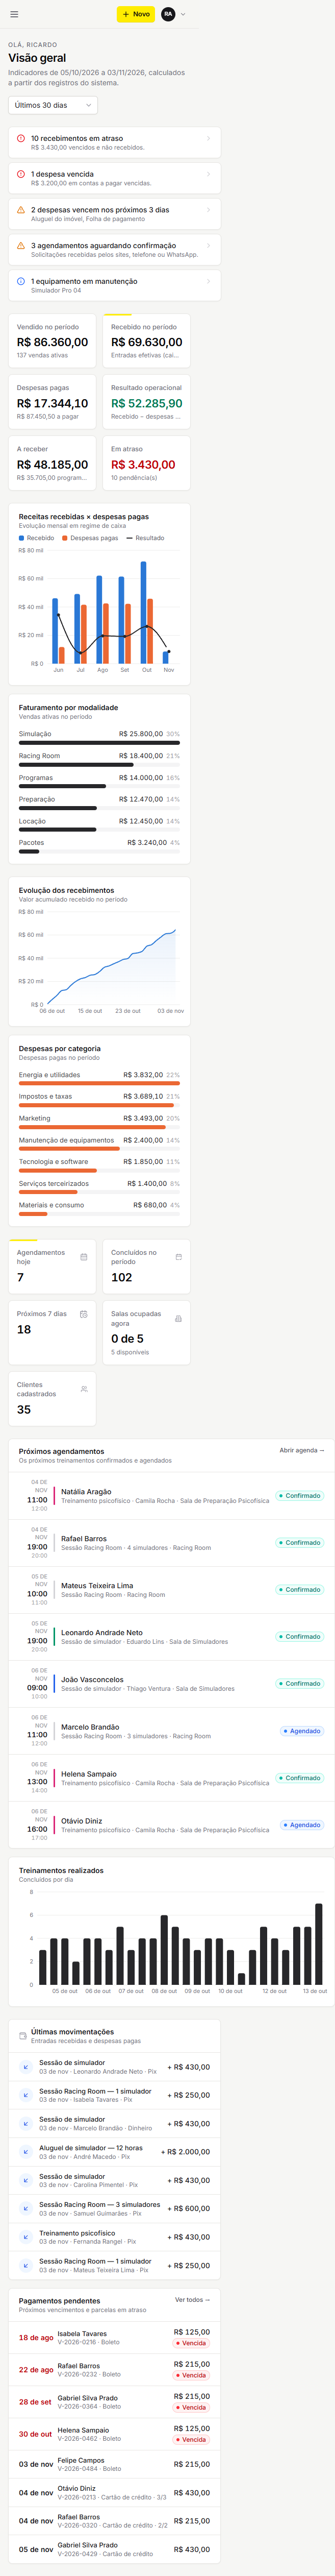 Novo
RA
OLÁ, RICARDO
Visão geral
Indicadores de 05/10/2026 a 03/11/2026, calculados
a partir dos registros do sistema.
Últimos 30 dias
10 recebimentos em atraso
R$ 3.430,00 vencidos e não recebidos.
1 despesa vencida
R$ 3.200,00 em contas a pagar vencidas.
2 despesas vencem nos próximos 3 dias
Aluguel do imóvel, Folha de pagamento
3 agendamentos aguardando confirmação
Solicitações recebidas pelos sites, telefone ou WhatsApp.
1 equipamento em manutenção
Simulador Pro 04
Vendido no período
R$ 86.360,00
137 vendas ativas
Recebido no período
R$ 69.630,00
Entradas efetivas (cai...
Despesas pagas
R$ 17.344,10
R$ 87.450,50 a pagar
Resultado operacional
R$ 52.285,90
Recebido − despesas ...
A receber
R$ 48.185,00
R$ 35.705,00 program...
Em atraso
R$ 3.430,00
10 pendência(s)
Receitas recebidas × despesas pagas
Evolução mensal em regime de caixa
Recebido Despesas pagas Resultado
R$ 80 mil
R$ 60 mil
R$ 40 mil
R$ 20 mil
R$ 0
Jun Jul Ago Set Out Nov
Faturamento por modalidade
Vendas ativas no período
Simulação R$ 25.800,00 30%
Racing Room R$ 18.400,00 21%
Programas R$ 14.000,00 16%
Preparação R$ 12.470,00 14%
Locação R$ 12.450,00 14%
Pacotes R$ 3.240,00 4%
Evolução dos recebimentos
Valor acumulado recebido no período
R$ 80 mil
R$ 60 mil
R$ 40 mil
R$ 20 mil
R$ 0
06 de out 15 de out 23 de out 03 de nov
Despesas por categoria
Despesas pagas no período
Energia e utilidades R$ 3.832,00 22%
Impostos e taxas R$ 3.689,10 21%
Marketing R$ 3.493,00 20%
Manutenção de equipamentos R$ 2.400,00 14%
Tecnologia e software R$ 1.850,00 11%
Serviços terceirizados R$ 1.400,00 8%
Materiais e consumo R$ 680,00 4%
Agendamentos
hoje
7
Concluídos no
período
102
Próximos 7 dias
18
Salas ocupadas
agora
0 de 5
5 disponíveis
Clientes
cadastrados
35
Próximos agendamentos
Abrir agenda →
Os próximos treinamentos confirmados e agendados
04 DE
NOV
11:00
12:00
Natália Aragão
Treinamento psicofísico · Camila Rocha · Sala de Preparação Psicofísica
Confirmado
04 DE
NOV
19:00
20:00
Rafael Barros
Sessão Racing Room · 4 simuladores · Racing Room
Confirmado
05 DE
NOV
10:00
11:00
Mateus Teixeira Lima
Sessão Racing Room · Racing Room
Confirmado
05 DE
NOV
19:00
20:00
Leonardo Andrade Neto
Sessão de simulador · Eduardo Lins · Sala de Simuladores
Confirmado
06 DE
NOV
09:00
10:00
João Vasconcelos
Sessão de simulador · Thiago Ventura · Sala de Simuladores
Confirmado
06 DE
NOV
11:00
12:00
Marcelo Brandão
Sessão Racing Room · 3 simuladores · Racing Room
Agendado
06 DE
NOV
13:00
14:00
Helena Sampaio
Treinamento psicofísico · Camila Rocha · Sala de Preparação Psicofísica
Confirmado
06 DE
NOV
16:00
17:00
Otávio Diniz
Treinamento psicofísico · Camila Rocha · Sala de Preparação Psicofísica
Agendado
Treinamentos realizados
Concluídos por dia
8
6
4
2
0
05 de out 06 de out 07 de out 08 de out 09 de out 10 de out 12 de out 13 de out
Últimas movimentações
Entradas recebidas e despesas pagas
Sessão de simulador
03 de nov · Leonardo Andrade Neto · Pix
+ R$ 430,00
Sessão Racing Room — 1 simulador
03 de nov · Isabela Tavares · Pix
+ R$ 250,00
Sessão de simulador
03 de nov · Marcelo Brandão · Dinheiro
+ R$ 430,00
Aluguel de simulador — 12 horas
03 de nov · André Macedo · Pix
+ R$ 2.000,00
Sessão de simulador
03 de nov · Carolina Pimentel · Pix
+ R$ 430,00
Sessão Racing Room — 3 simuladores
03 de nov · Samuel Guimarães · Pix
+ R$ 600,00
Treinamento psicofísico
03 de nov · Fernanda Rangel · Pix
+ R$ 430,00
Sessão Racing Room — 1 simulador
03 de nov · Mateus Teixeira Lima · Pix
+ R$ 250,00
Pagamentos pendentes
Ver todos →
Próximos vencimentos e parcelas em atraso
18 de ago
Isabela Tavares
V-2026-0216 · Boleto
R$ 125,00
Vencida
22 de ago
Rafael Barros
V-2026-0232 · Boleto
R$ 215,00
Vencida
28 de set
Gabriel Silva Prado
V-2026-0364 · Boleto
R$ 215,00
Vencida
30 de out
Helena Sampaio
V-2026-0462 · Boleto
R$ 125,00
Vencida
03 de nov
Felipe Campos
V-2026-0484 · Boleto
R$ 215,00
04 de nov
Otávio Diniz
V-2026-0213 · Cartão de crédito · 3/3
R$ 430,00
04 de nov
Rafael Barros
V-2026-0320 · Cartão de crédito · 2/2
R$ 215,00
05 de nov
Gabriel Silva Prado
V-2026-0429 · Cartão de crédito
R$ 430,00